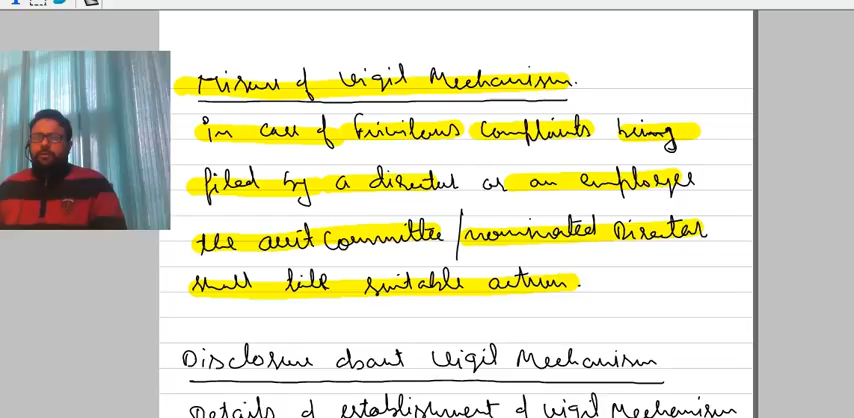 Misuse of Vigil Mechanism.
In case of Frivilous complaints being
filed by a director or an employee
the audit Committee / nominated Director
shall take suitable action.
Disclosure about Vigil Mechanism
Details of establishment of Vigil Mechanism